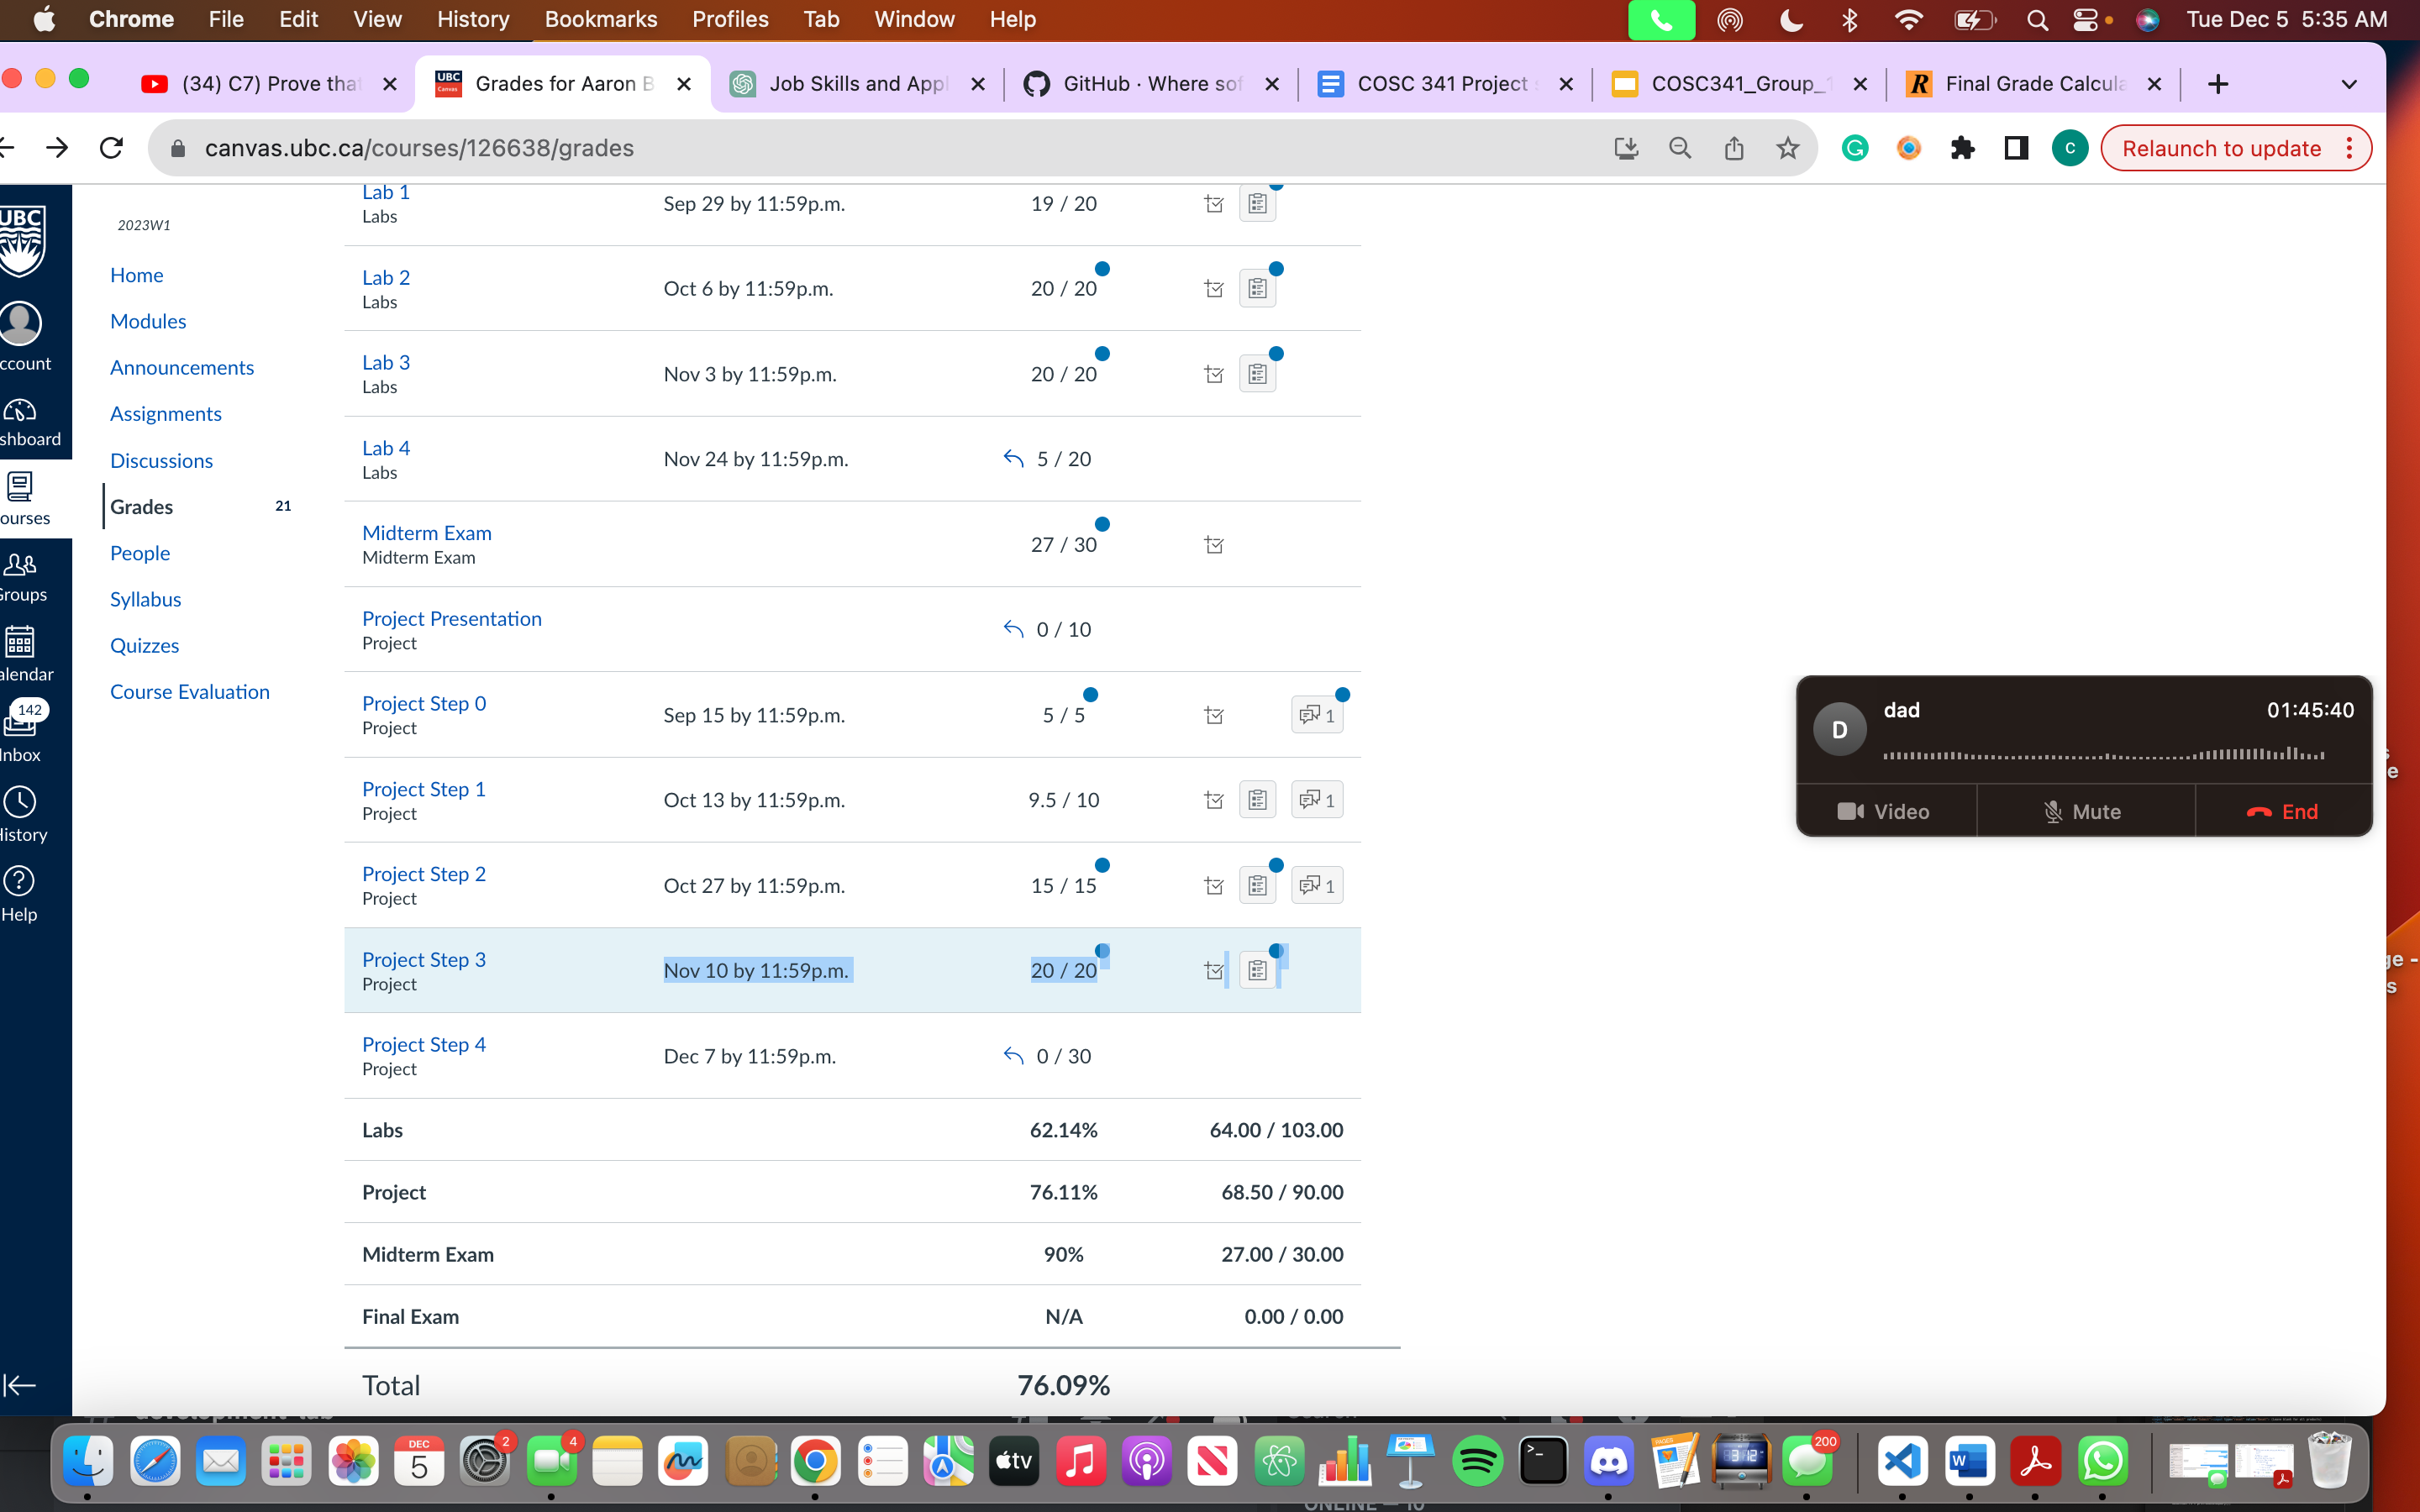 Chrome File Edit View History Bookmarks Profiles Tab Window Help Tue Dec 5 5:35 AM
(34) C7) Prove that Grades for Aaron B Job Skills and Appl GitHub · Where sof COSC 341 Project COSC341_Group_1 Final Grade Calcula
canvas.ubc.ca/courses/126638/grades C Relaunch to update
UBC
ccount
shboard
ourses
Groups
alendar
142
Inbox
History
Help
2023W1
Home
Modules
Announcements
Assignments
Discussions
Grades 21
People
Syllabus
Quizzes
Course Evaluation
Lab 1 Sep 29 by 11:59p.m. 19 / 20
Labs
Lab 2 Oct 6 by 11:59p.m. 20 / 20
Labs
Lab 3 Nov 3 by 11:59p.m. 20 / 20
Labs
Lab 4 Nov 24 by 11:59p.m. 5 / 20
Labs
Midterm Exam 27 / 30
Midterm Exam
Project Presentation 0 / 10
Project
Project Step 0 Sep 15 by 11:59p.m. 5 / 5 1
Project
Project Step 1 Oct 13 by 11:59p.m. 9.5 / 10 1
Project
Project Step 2 Oct 27 by 11:59p.m. 15 / 15 1
Project
Project Step 3 Nov 10 by 11:59p.m. 20 / 20
Project
Project Step 4 Dec 7 by 11:59p.m. 0 / 30
Project
Labs 62.14% 64.00 / 103.00
Project 76.11% 68.50 / 90.00
Midterm Exam 90% 27.00 / 30.00
Final Exam N/A 0.00 / 0.00
Total 76.09%
D dad 01:45:40
Video Mute End
DEC
5
2
4
tv
200